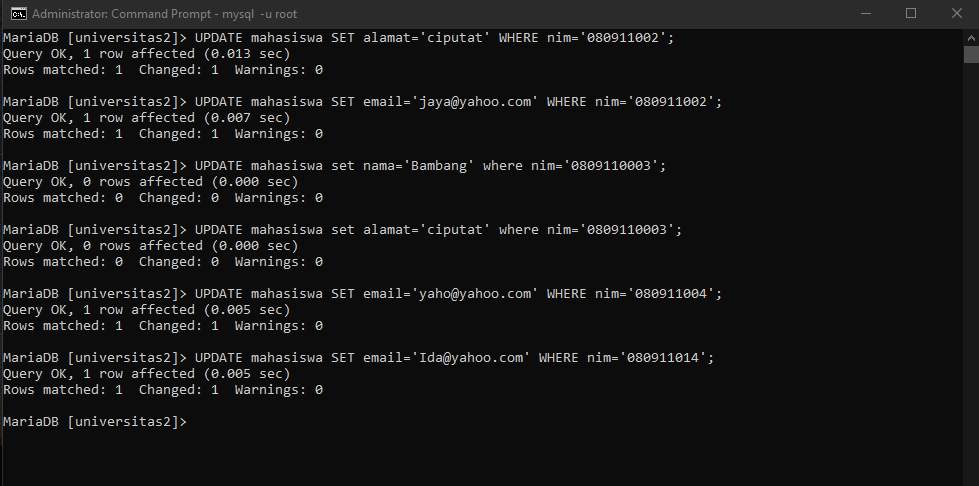 Administrator: Command Prompt - mysql -u root
MariaDB [universitas2]> UPDATE mahasiswa SET alamat='ciputat' WHERE nim='080911002';
Query OK, 1 row affected (0.013 sec)
Rows matched: 1  Changed: 1  Warnings: 0
MariaDB [universitas2]> UPDATE mahasiswa SET email='jaya@yahoo.com' WHERE nim='080911002';
Query OK, 1 row affected (0.007 sec)
Rows matched: 1  Changed: 1  Warnings: 0
MariaDB [universitas2]> UPDATE mahasiswa set nama='Bambang' where nim='0809110003';
Query OK, 0 rows affected (0.000 sec)
Rows matched: 0  Changed: 0  Warnings: 0
MariaDB [universitas2]> UPDATE mahasiswa set alamat='ciputat' where nim='0809110003';
Query OK, 0 rows affected (0.000 sec)
Rows matched: 0  Changed: 0  Warnings: 0
MariaDB [universitas2]> UPDATE mahasiswa SET email='yaho@yahoo.com' WHERE nim='080911004';
Query OK, 1 row affected (0.005 sec)
Rows matched: 1  Changed: 1  Warnings: 0
MariaDB [universitas2]> UPDATE mahasiswa SET email='Ida@yahoo.com' WHERE nim='080911014';
Query OK, 1 row affected (0.005 sec)
Rows matched: 1  Changed: 1  Warnings: 0
MariaDB [universitas2]>